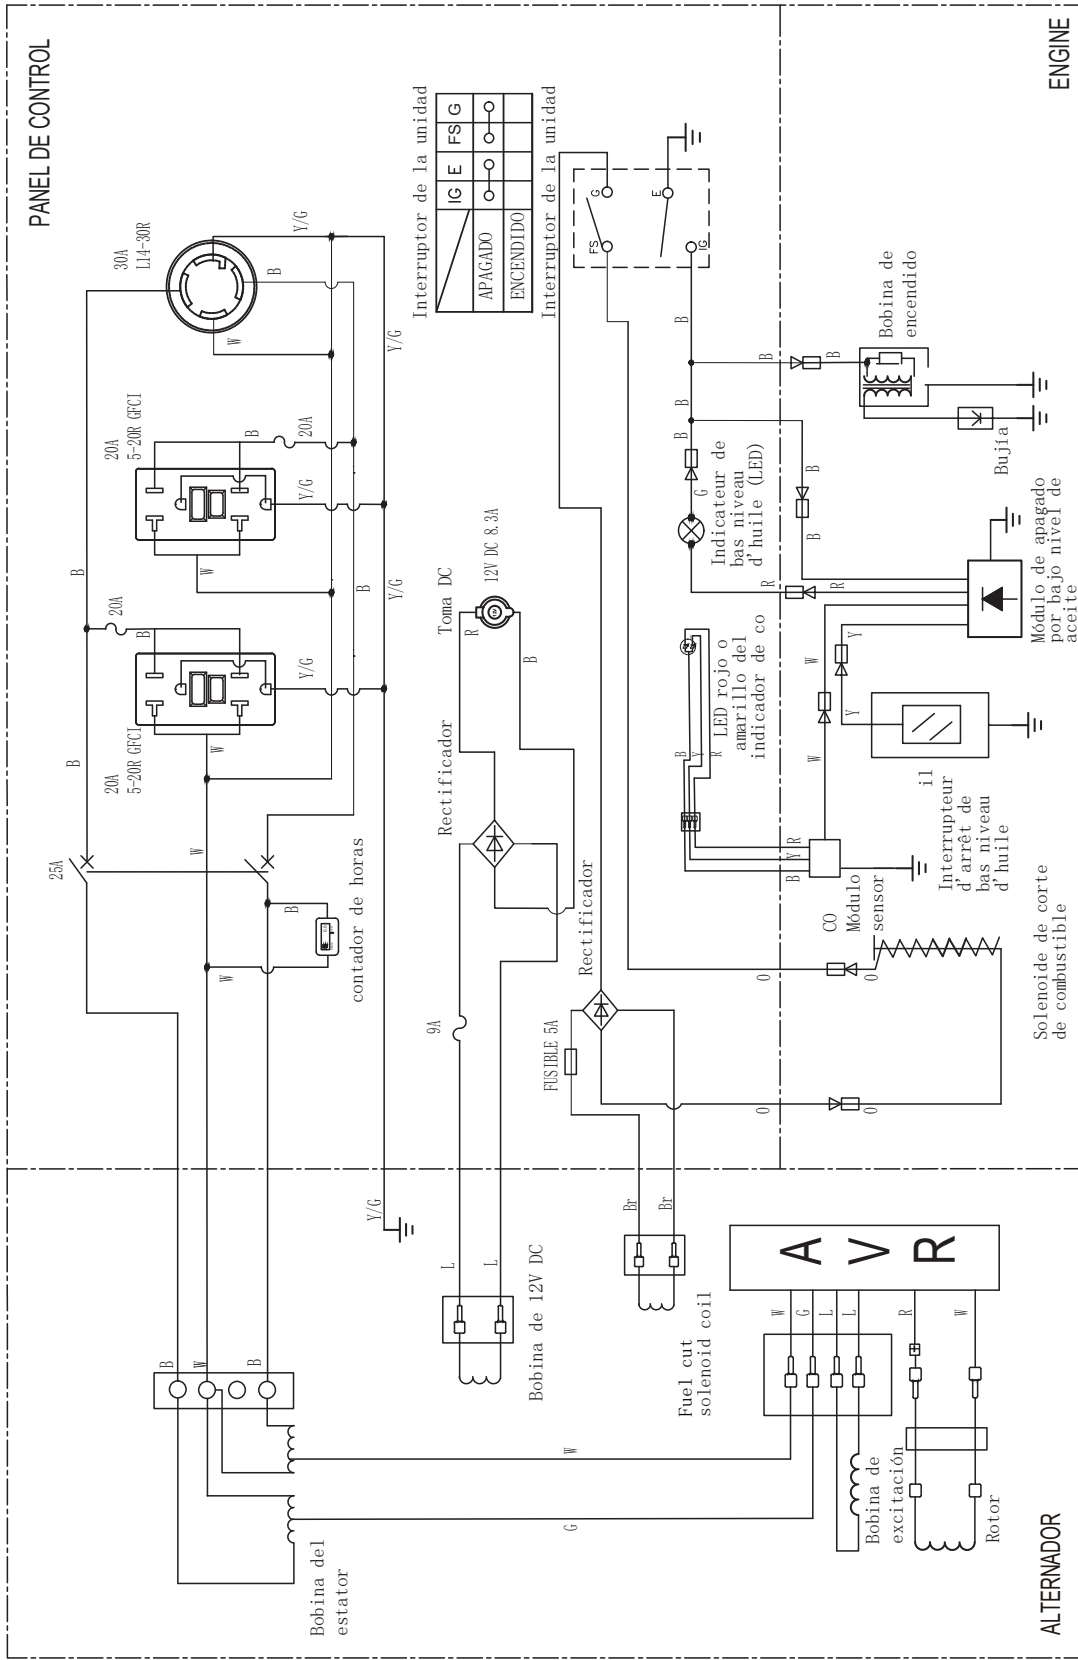 PANEL DE CONTROL
ENGINE
ALTERNADOR
30A
L14-30R
Y/G
B
W
B
Y/G
20A
5-20R GFCI
B
20A
Y/G
W
B
B
Y/G
20A
B
Y/G
20A
5-20R GFCI
W
B
25A
W
B
W
contador de horas
Y/G
B
W
B
Bobina del
estator
W
G
Interruptor de la unidad
IG E FS G
APAGADO
ENCENDIDO
Interruptor de la unidad
G
FS
E
IG
Toma DC
12V DC 8.3A
R
B
Rectificador
9A
L
L
Bobina de 12V DC
Rectificador
FUSIBLE 5A
Br
Br
Fuel cut
solenoid coil
B
B
B
B
B
G
Indicateur de
bas niveau
d'huile (LED)
B
B
R
R
Bobina de
encendido
Bujía
Módulo de apagado
por bajo nivel de
aceite
LED rojo o
amarillo del
indicador de co
B
Y
R
B
Y
R
W
W
Y
Y
CO
Módulo
sensor
il
Interrupteur
d'arrêt de
bas niveau
d'huile
O
O
O
O
Solenoide de corte
de combustible
AVR
W
G
L
L
R
W
Bobina de
excitación
Rotor